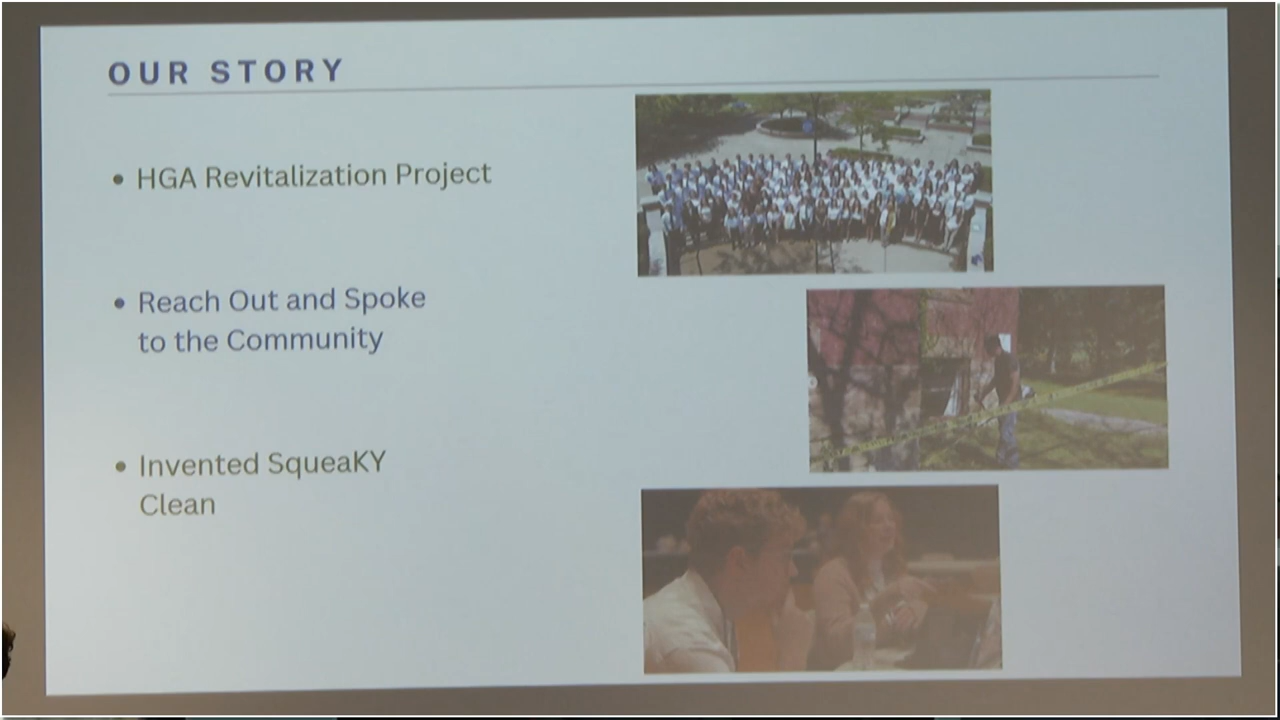 OUR STORY
• HGA Revitalization Project
• Reach Out and Spoke
to the Community
• Invented SqueaKY
Clean